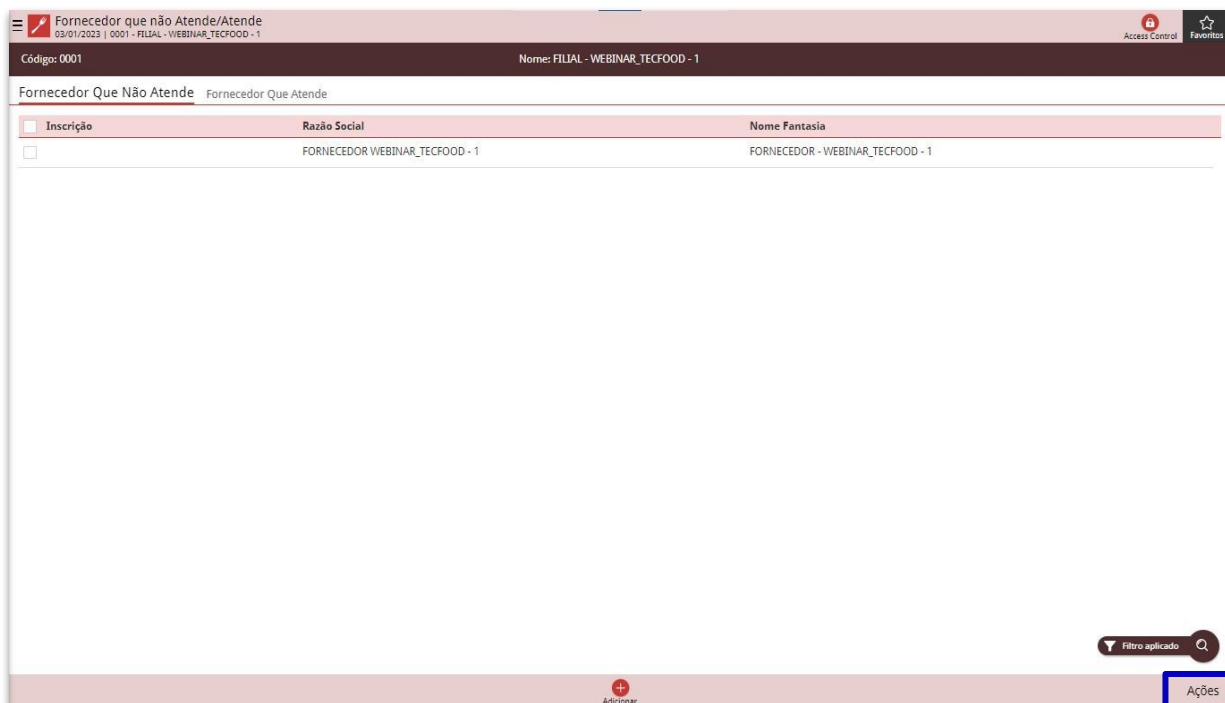 Fornecedor que não Atende/Atende
03/01/2023 | 0001 - FILIAL - WEBINAR_TECFOOD - 1
Access Control
Favoritos
Código: 0001
Nome: FILIAL - WEBINAR_TECFOOD - 1
Fornecedor Que Não Atende Fornecedor Que Atende
Inscrição Razão Social Nome Fantasia
FORNECEDOR WEBINAR_TECFOOD - 1 FORNECEDOR - WEBINAR_TECFOOD - 1
Filtro aplicado
Adicionar
Ações